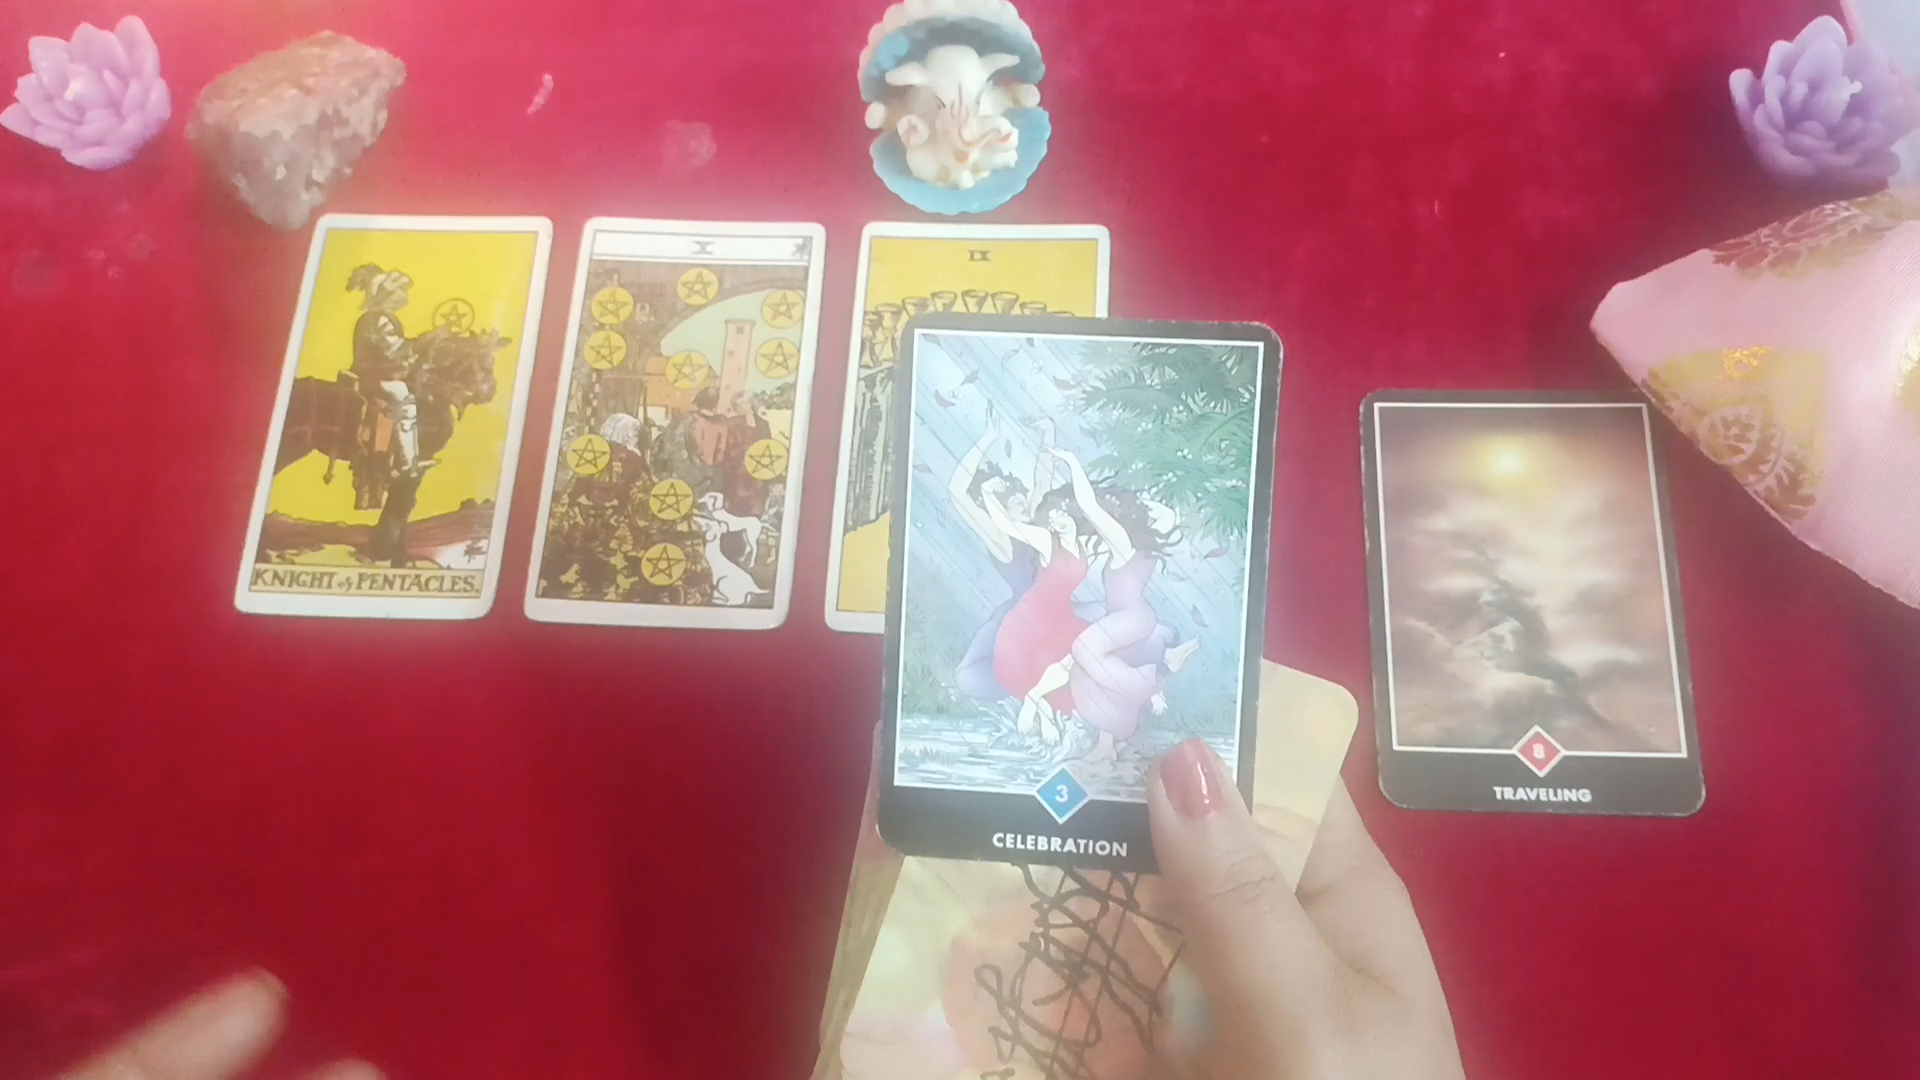 KNIGHT of PENTACLES.
X
IX
3
CELEBRATION
8
TRAVELING